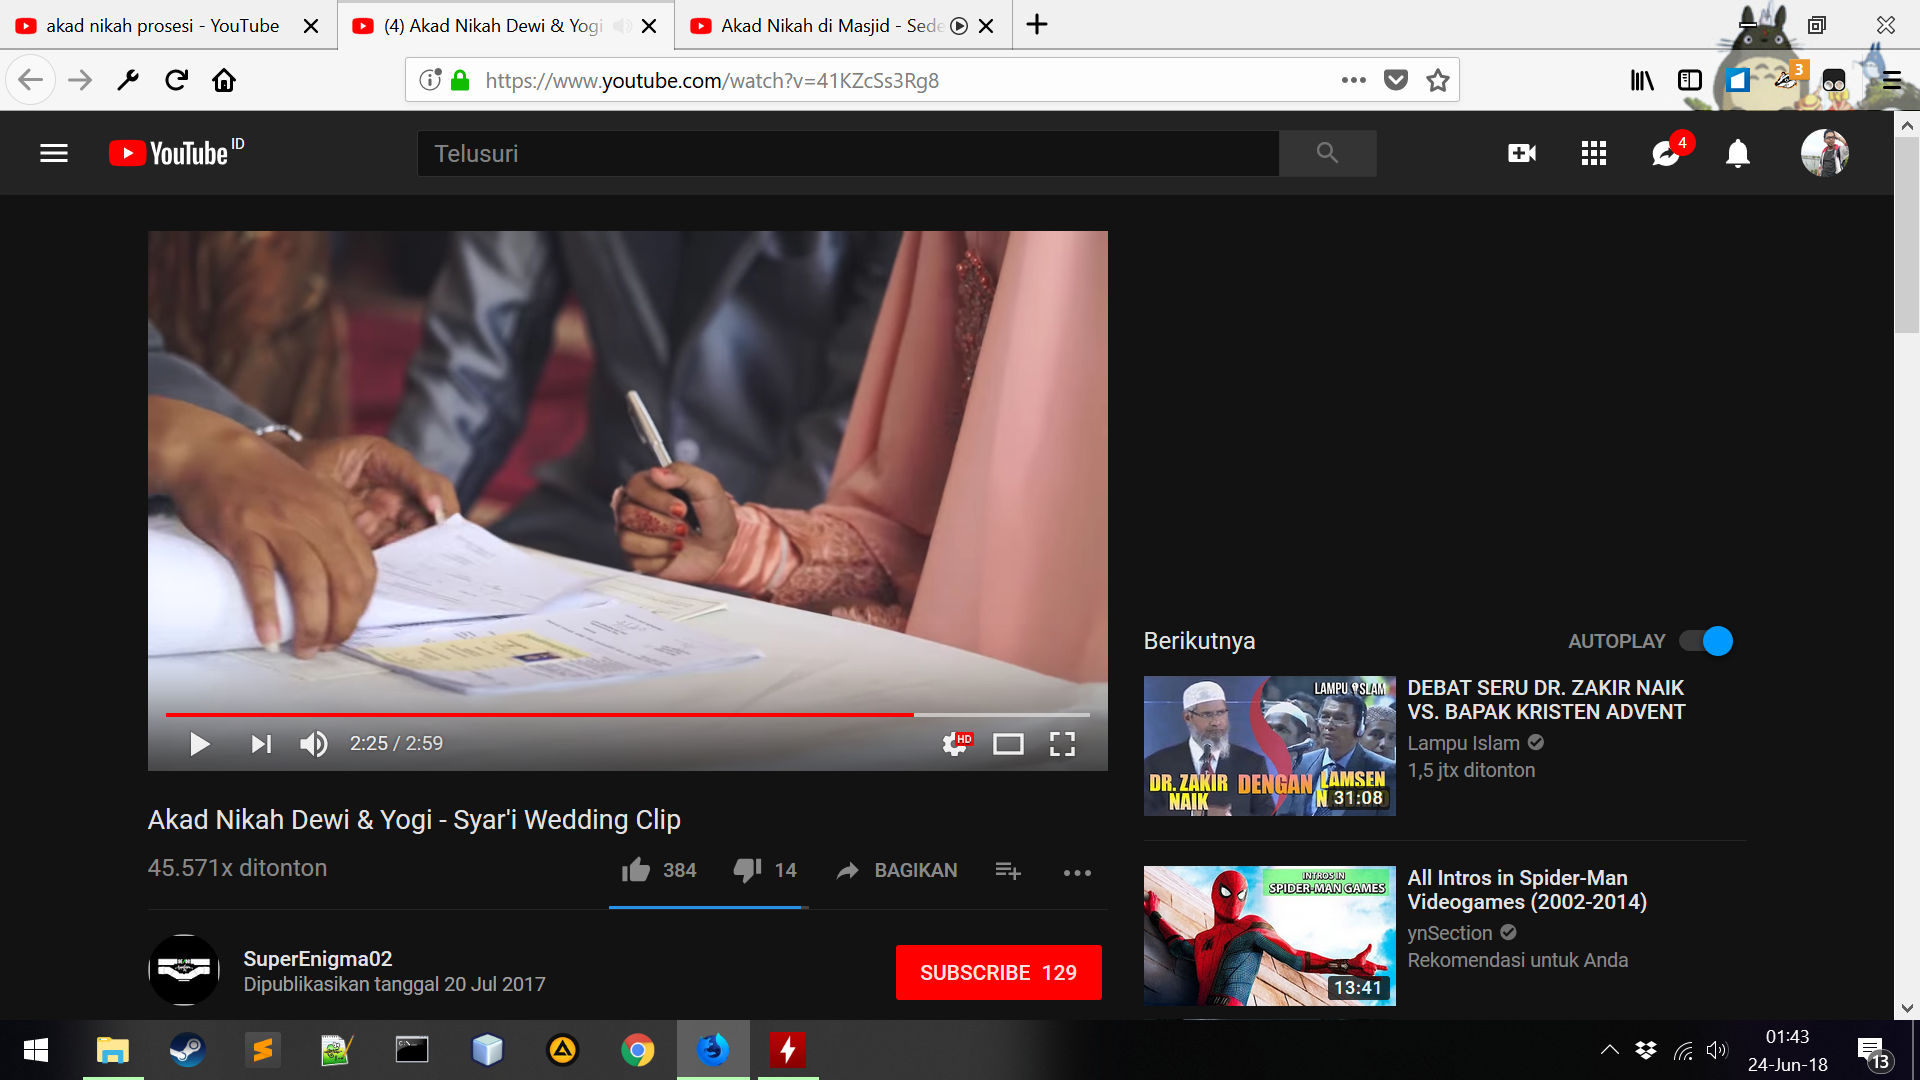 akad nikah prosesi - YouTube
(4) Akad Nikah Dewi & Yogi
Akad Nikah di Masjid - Sede
https://www.youtube.com/watch?v=41KZcSs3Rg8
3
YouTube ID
Telusuri
4
2:25 / 2:59
HD
Akad Nikah Dewi & Yogi - Syar'i Wedding Clip
45.571x ditonton
384
14
BAGIKAN
SuperEnigma02
Dipublikasikan tanggal 20 Jul 2017
SUBSCRIBE 129
Berikutnya
AUTOPLAY
LAMPU ISLAM
DR. ZAKIR NAIK
DENGAN
LAMSEN
31:08
DEBAT SERU DR. ZAKIR NAIK
VS. BAPAK KRISTEN ADVENT
Lampu Islam
1,5 jtx ditonton
INTROS IN
SPIDER-MAN GAMES
13:41
All Intros in Spider-Man
Videogames (2002-2014)
ynSection
Rekomendasi untuk Anda
01:43
24-Jun-18
13